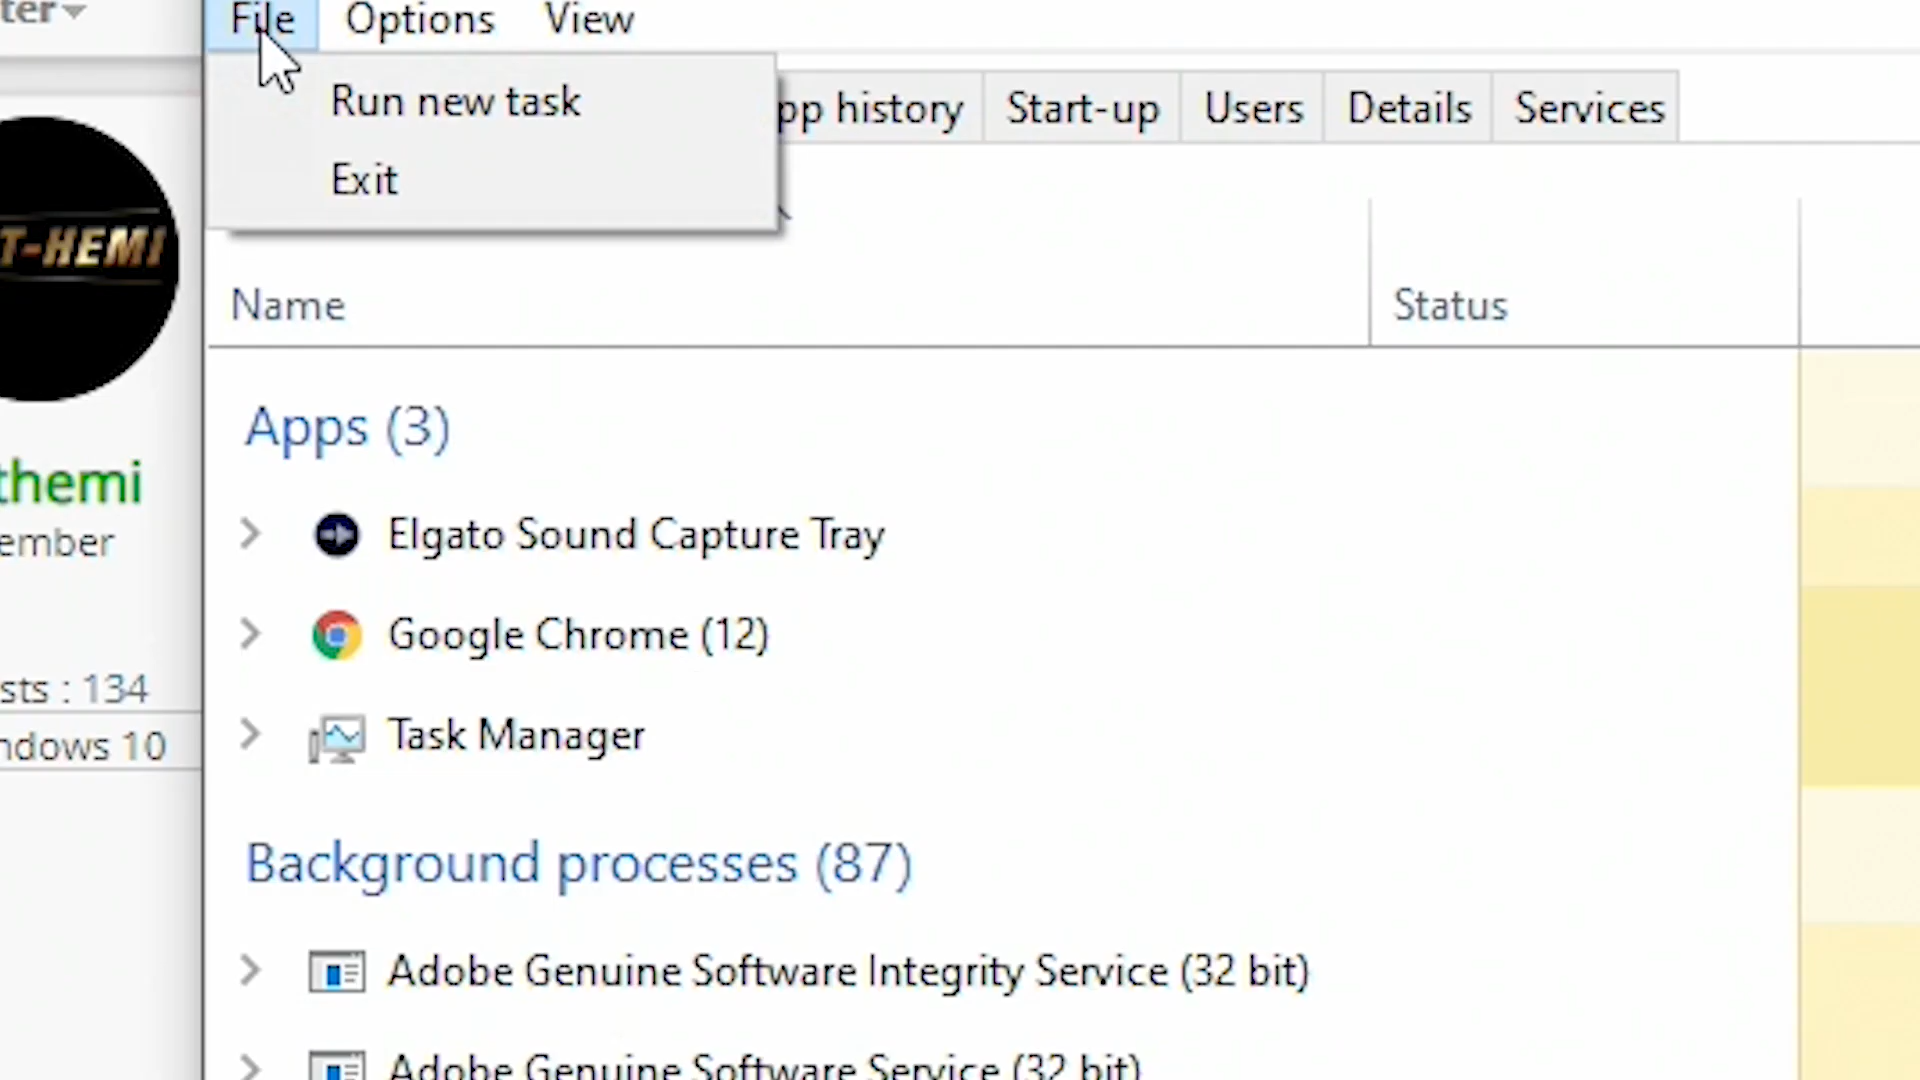 ter
File Options View
Run new task
Exit
pp history Start-up Users Details Services
T-HEMI
Name Status
Apps (3)
themi
ember
Elgato Sound Capture Tray
Google Chrome (12)
sts : 134
Task Manager
ndows 10
Background processes (87)
Adobe Genuine Software Integrity Service (32 bit)
Adobe Genuine Software Service (32 bit)